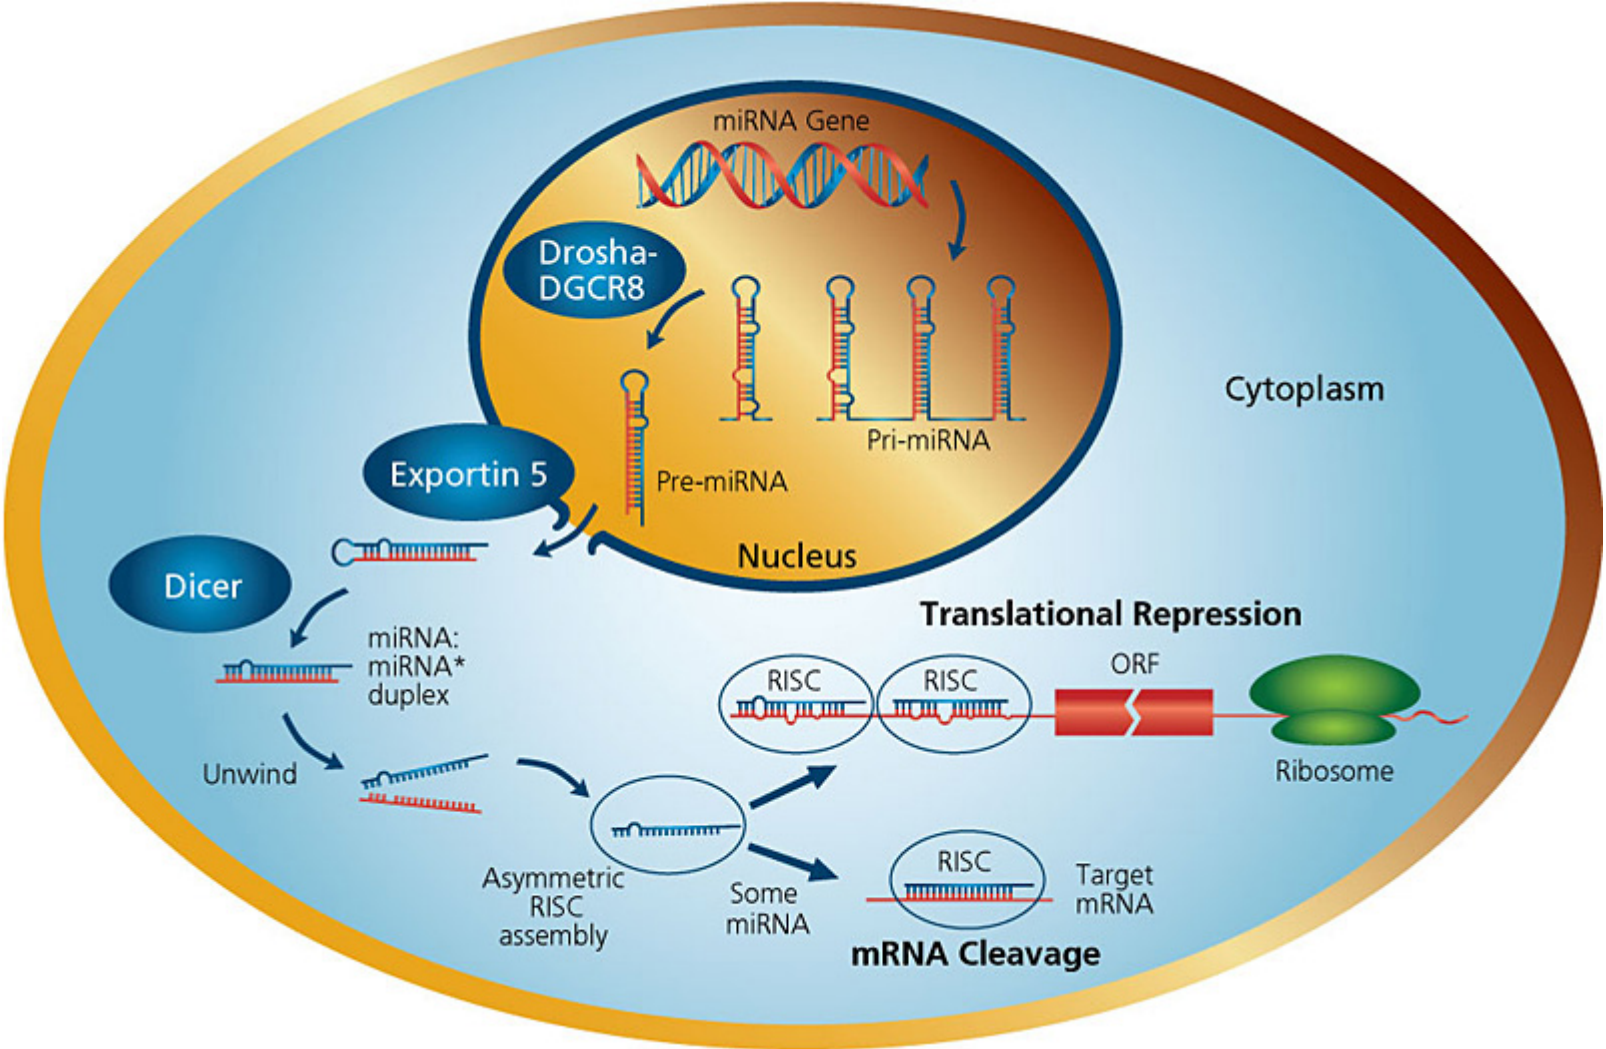 miRNA Gene
Drosha-
DGCR8
Pri-miRNA
Pre-miRNA
Exportin 5
Nucleus
Cytoplasm
Dicer
miRNA:
miRNA*
duplex
Unwind
Asymmetric
RISC
assembly
Some
miRNA
Translational Repression
RISC
RISC
ORF
Ribosome
RISC
Target
mRNA
mRNA Cleavage